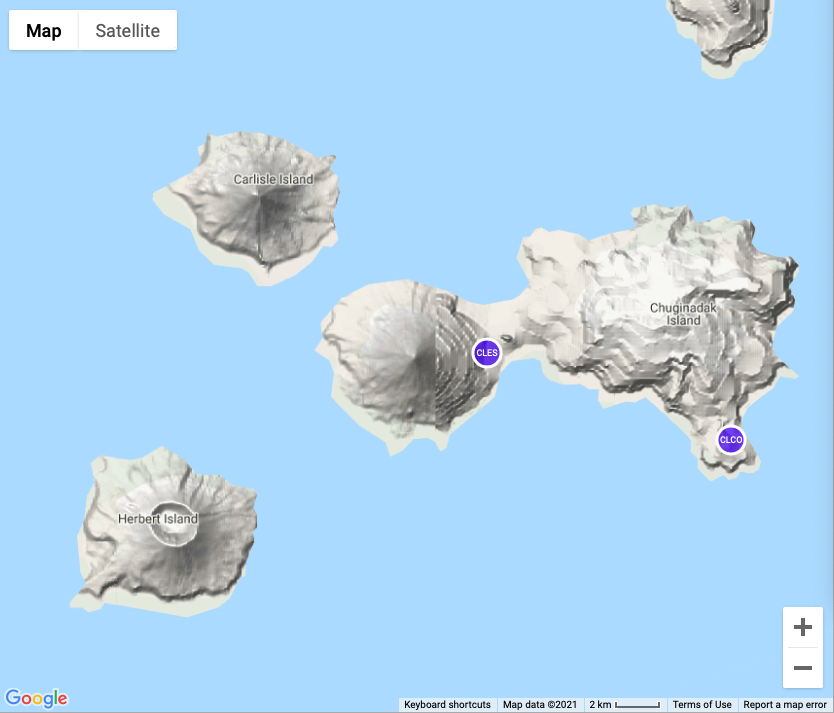 Map Satellite
Carlisle Island
Chuginadak
Island
CLES
CLCO
Herbert Island
Google
Keyboard shortcuts Map data ©2021 2 km Terms of Use Report a map error